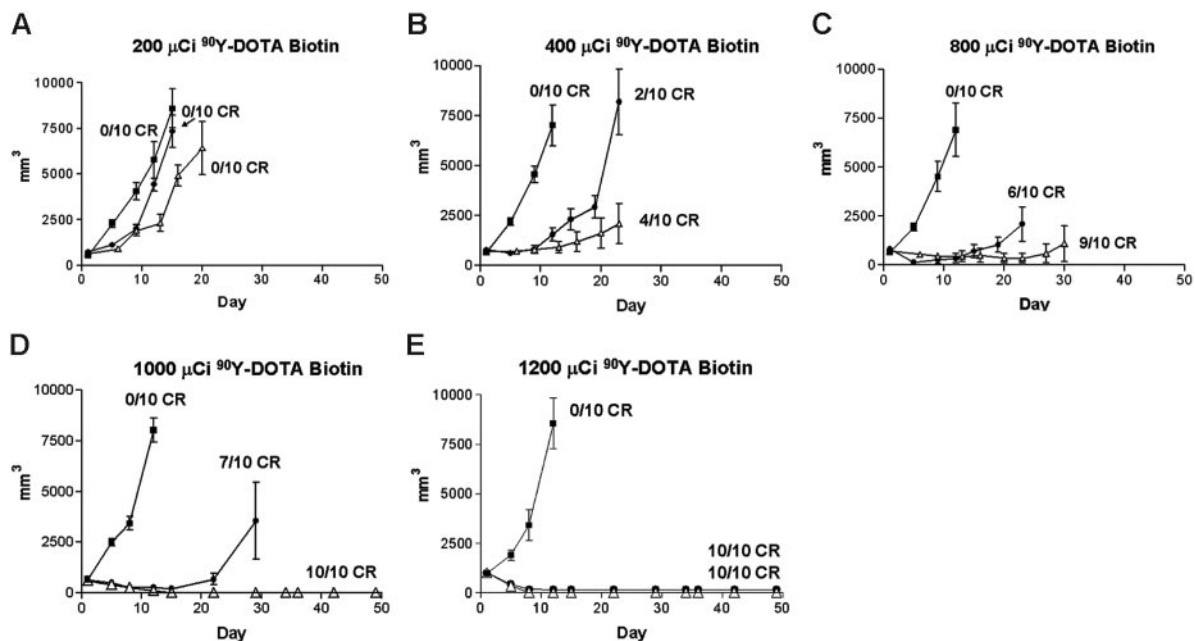 A
200 μCi ⁹⁰Y-DOTA Biotin
10000
7500
5000
2500
0
mm³
0/10 CR
0/10 CR
0/10 CR
0 10 20 30 40 50
Day
B
400 μCi ⁹⁰Y-DOTA Biotin
10000
7500
5000
2500
0
mm³
0/10 CR
2/10 CR
4/10 CR
0 10 20 30 40 50
Day
C
800 μCi ⁹⁰Y-DOTA Biotin
10000
7500
5000
2500
0
mm³
0/10 CR
6/10 CR
9/10 CR
0 10 20 30 40 50
Day
D
1000 μCi ⁹⁰Y-DOTA Biotin
10000
7500
5000
2500
0
mm³
0/10 CR
7/10 CR
10/10 CR
0 10 20 30 40 50
Day
E
1200 μCi ⁹⁰Y-DOTA Biotin
10000
7500
5000
2500
0
mm³
0/10 CR
10/10 CR
10/10 CR
0 10 20 30 40 50
Day